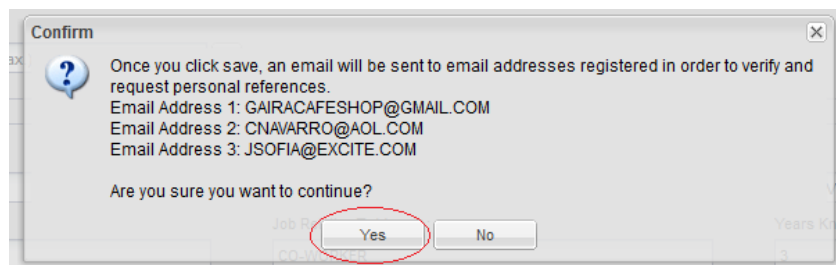 Confirm
Once you click save, an email will be sent to email addresses registered in order to verify and
request personal references.
Email Address 1: GAIRACAFESHOP@GMAIL.COM
Email Address 2: CNAVARRO@AOL.COM
Email Address 3: JSOFIA@EXCITE.COM
Are you sure you want to continue?
Yes No
CO-WORKER 3